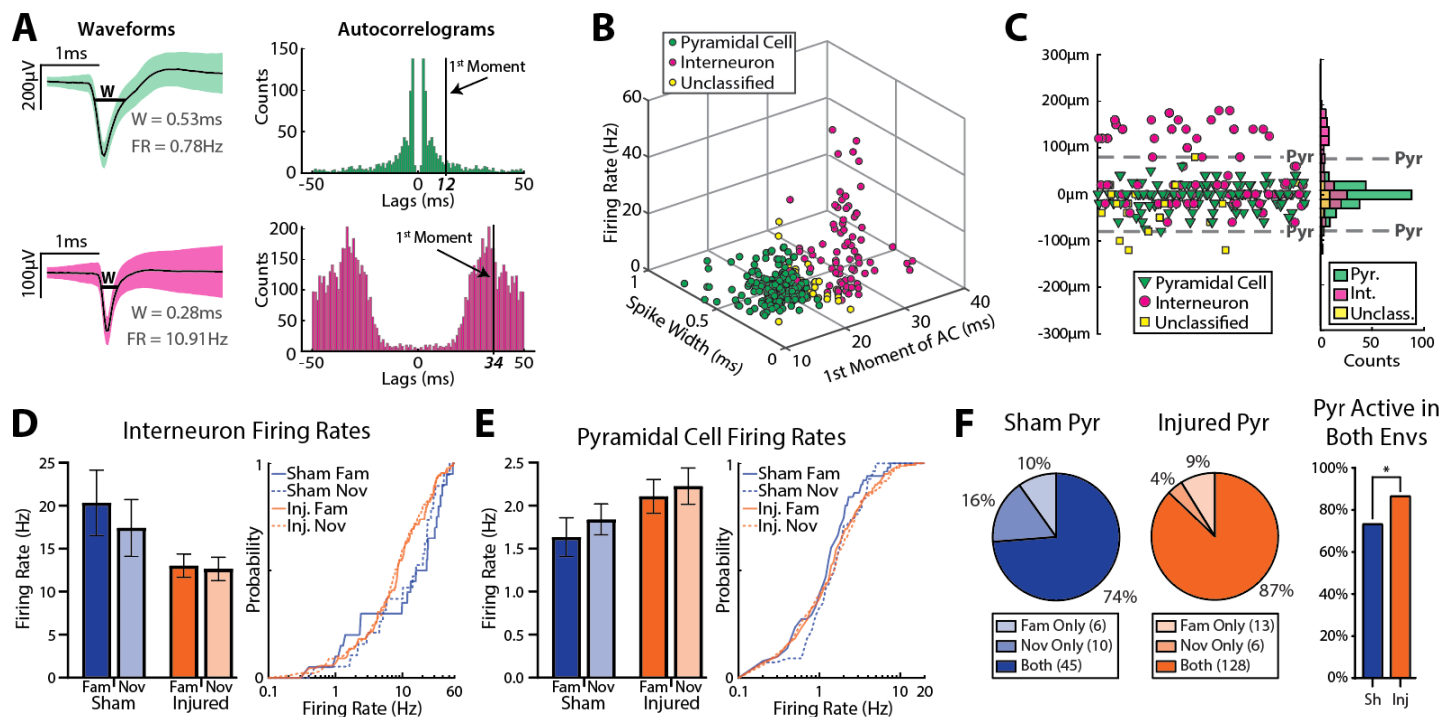 A
Waveforms
1ms
200µV
W
W = 0.53ms
FR = 0.78Hz
1ms
100µV
W
W = 0.28ms
FR = 10.91Hz
Autocorrelograms
150
100
50
0
Counts
1st Moment
-50 0 12 50
Lags (ms)
200
150
100
50
0
Counts
1st Moment
-50 0 34 50
Lags (ms)
B
Pyramidal Cell
Interneuron
Unclassified
60
40
20
0
Firing Rate (Hz)
1
0.5
0
Spike Width (ms)
10
20
30
40
1st Moment of AC (ms)
C
300µm
200µm
100µm
0µm
-100µm
-200µm
-300µm
Pyr
Pyr
Pyr
Pyr
Pyramidal Cell
Interneuron
Unclassified
Pyr.
Int.
Unclass.
0 50 100
Counts
D
Interneuron Firing Rates
25
20
15
10
5
0
Firing Rate (Hz)
Fam Nov Fam Nov
Sham Injured
1
0
Probability
Sham Fam
Sham Nov
Inj. Fam
Inj. Nov
0.1 1 10 60
Firing Rate (Hz)
E
Pyramidal Cell Firing Rates
2.5
2.0
1.5
1.0
0.5
0.0
Firing Rate (Hz)
Fam Nov Fam Nov
Sham Injured
1
0
Probability
Sham Fam
Sham Nov
Inj. Fam
Inj. Nov
0.1 1 10 20
Firing Rate (Hz)
F
Sham Pyr
10%
16%
74%
Fam Only (6)
Nov Only (10)
Both (45)
Injured Pyr
9%
4%
87%
Fam Only (13)
Nov Only (6)
Both (128)
Pyr Active in
Both Envs
100%
80%
60%
40%
20%
0%
*
Sh Inj